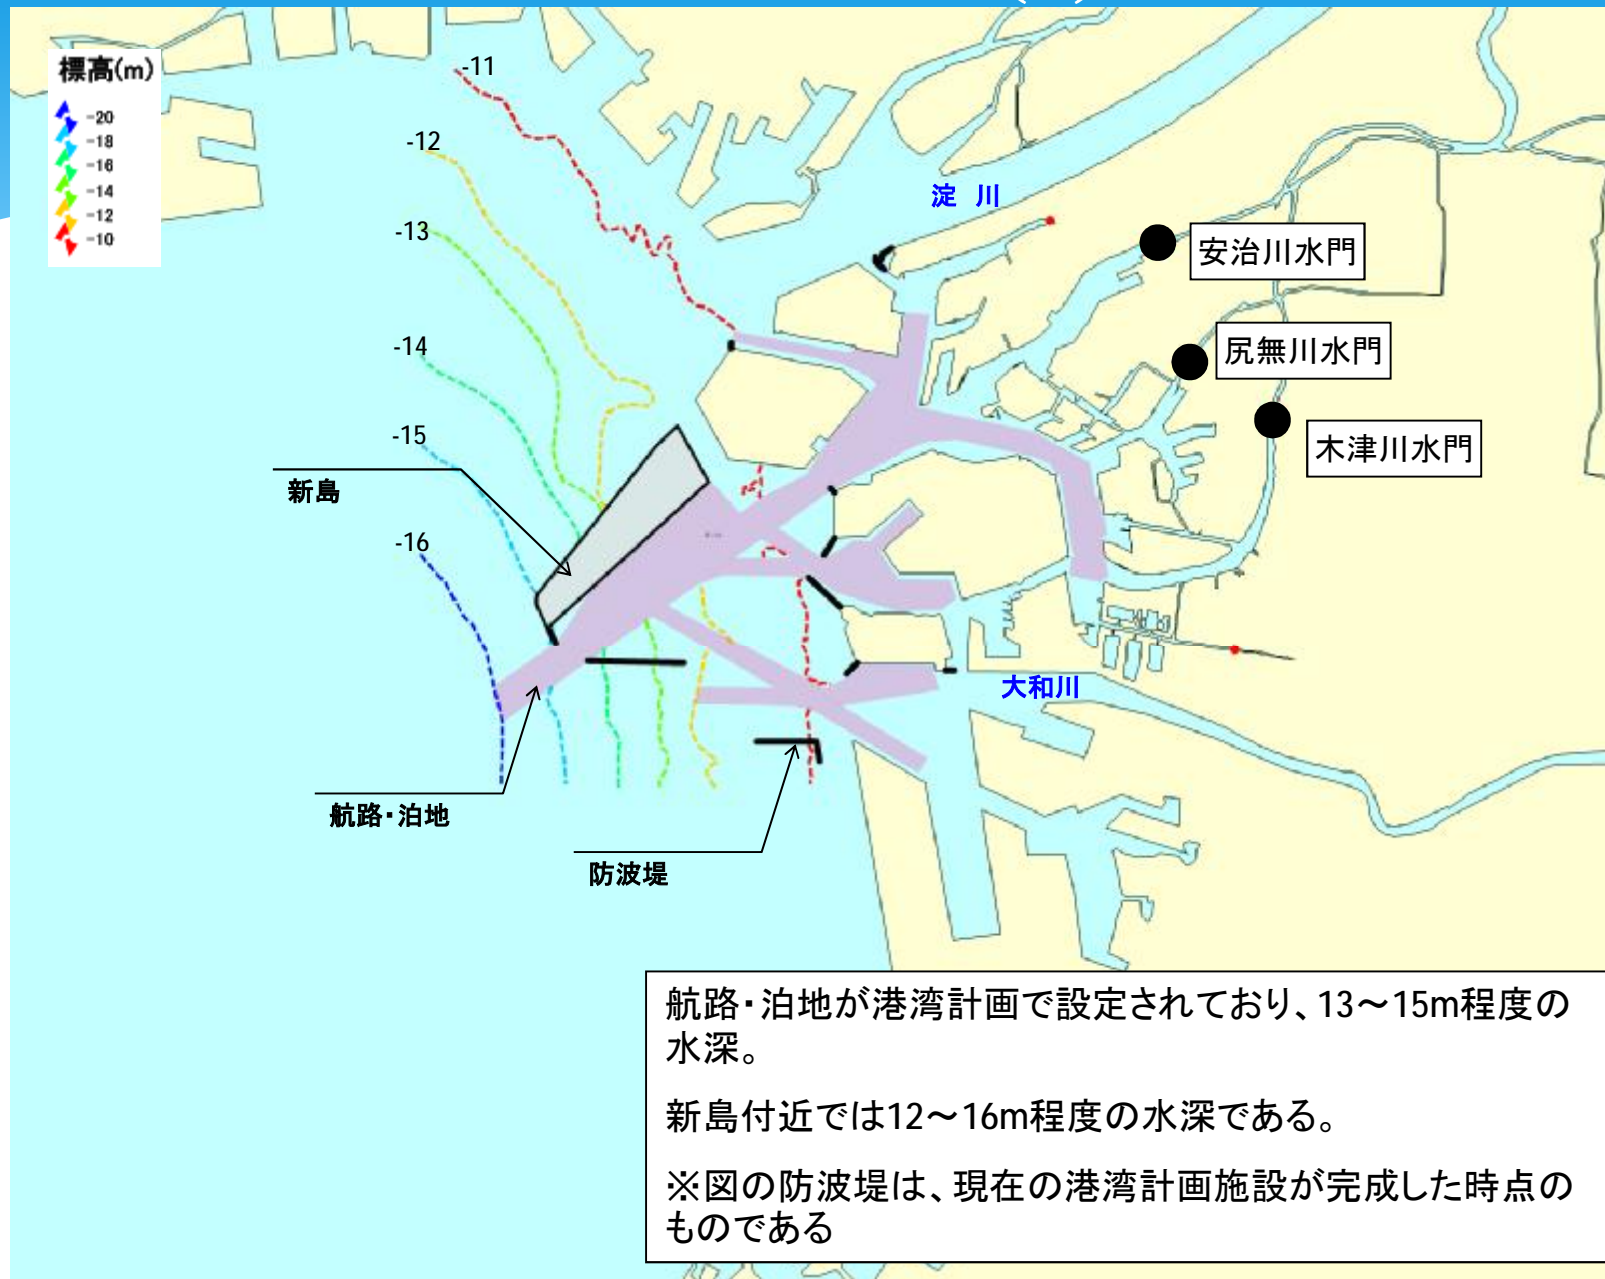 標高(m)
-20
-18
-16
-14
-12
-10
-11
-12
-13
-14
-15
-16
淀 川
安治川水門
尻無川水門
木津川水門
新島
大和川
航路・泊地
防波堤
航路・泊地が港湾計画で設定されており、13～15m程度の
水深。
新島付近では12～16m程度の水深である。
※図の防波堤は、現在の港湾計画施設が完成した時点の
ものである